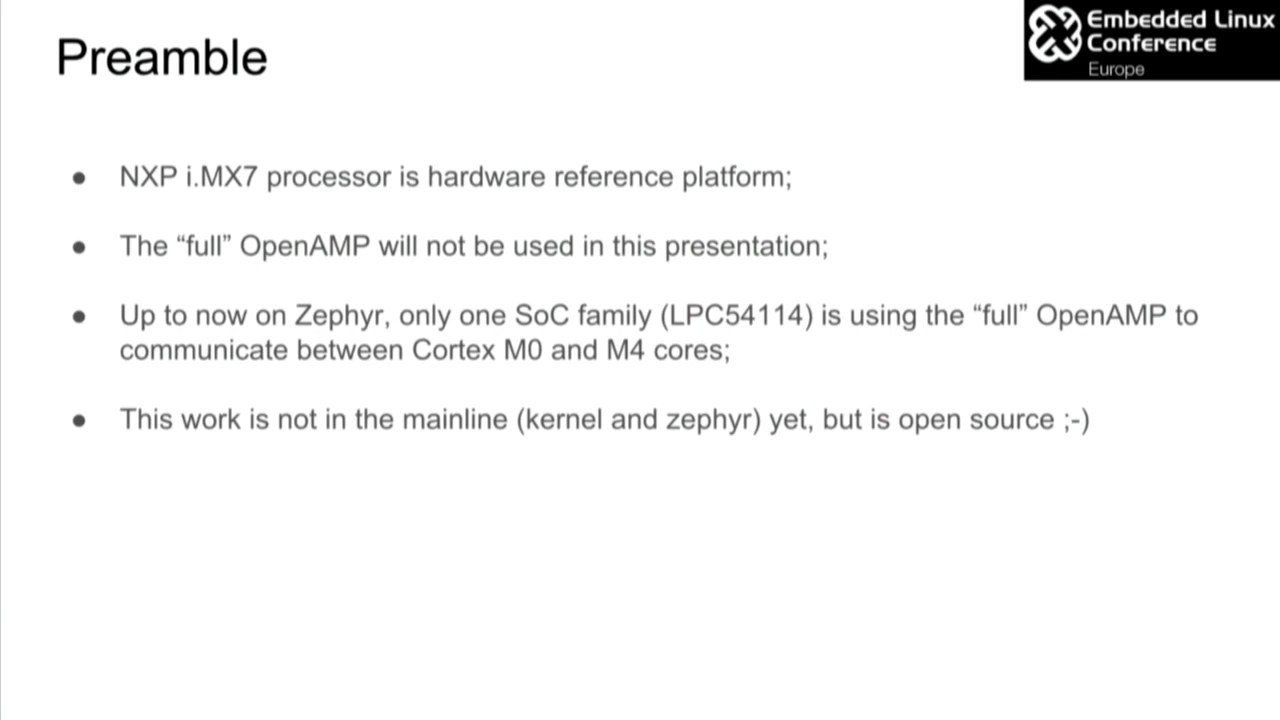 Preamble
Embedded Linux
Conference
Europe
● NXP i.MX7 processor is hardware reference platform;
● The “full” OpenAMP will not be used in this presentation;
● Up to now on Zephyr, only one SoC family (LPC54114) is using the “full” OpenAMP to
communicate between Cortex M0 and M4 cores;
● This work is not in the mainline (kernel and zephyr) yet, but is open source ;-)